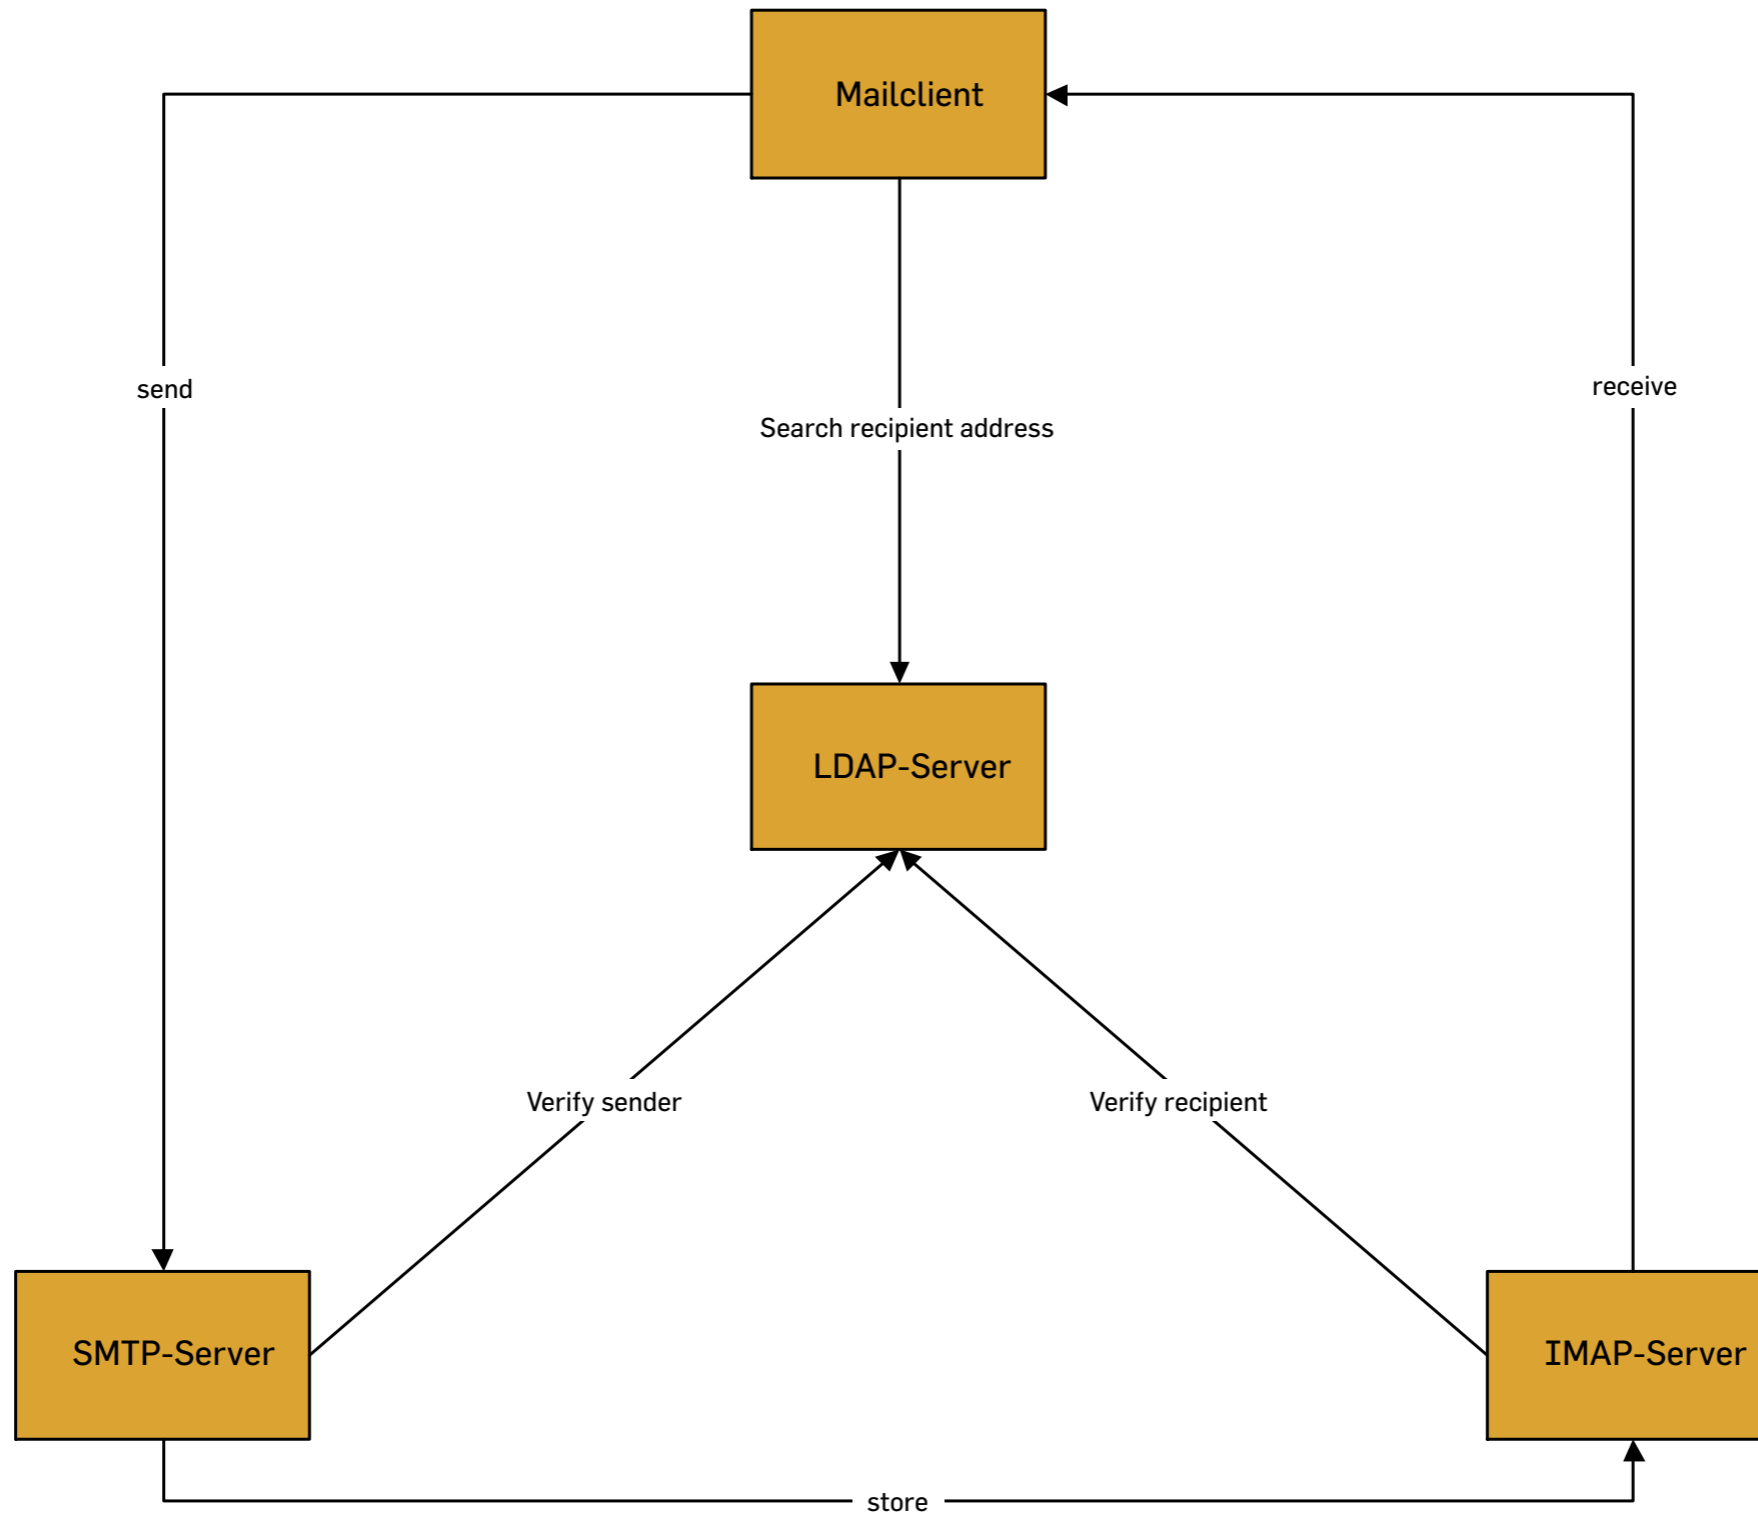 Mailclient
send
receive
Search recipient address
LDAP-Server
Verify sender
Verify recipient
SMTP-Server
IMAP-Server
store